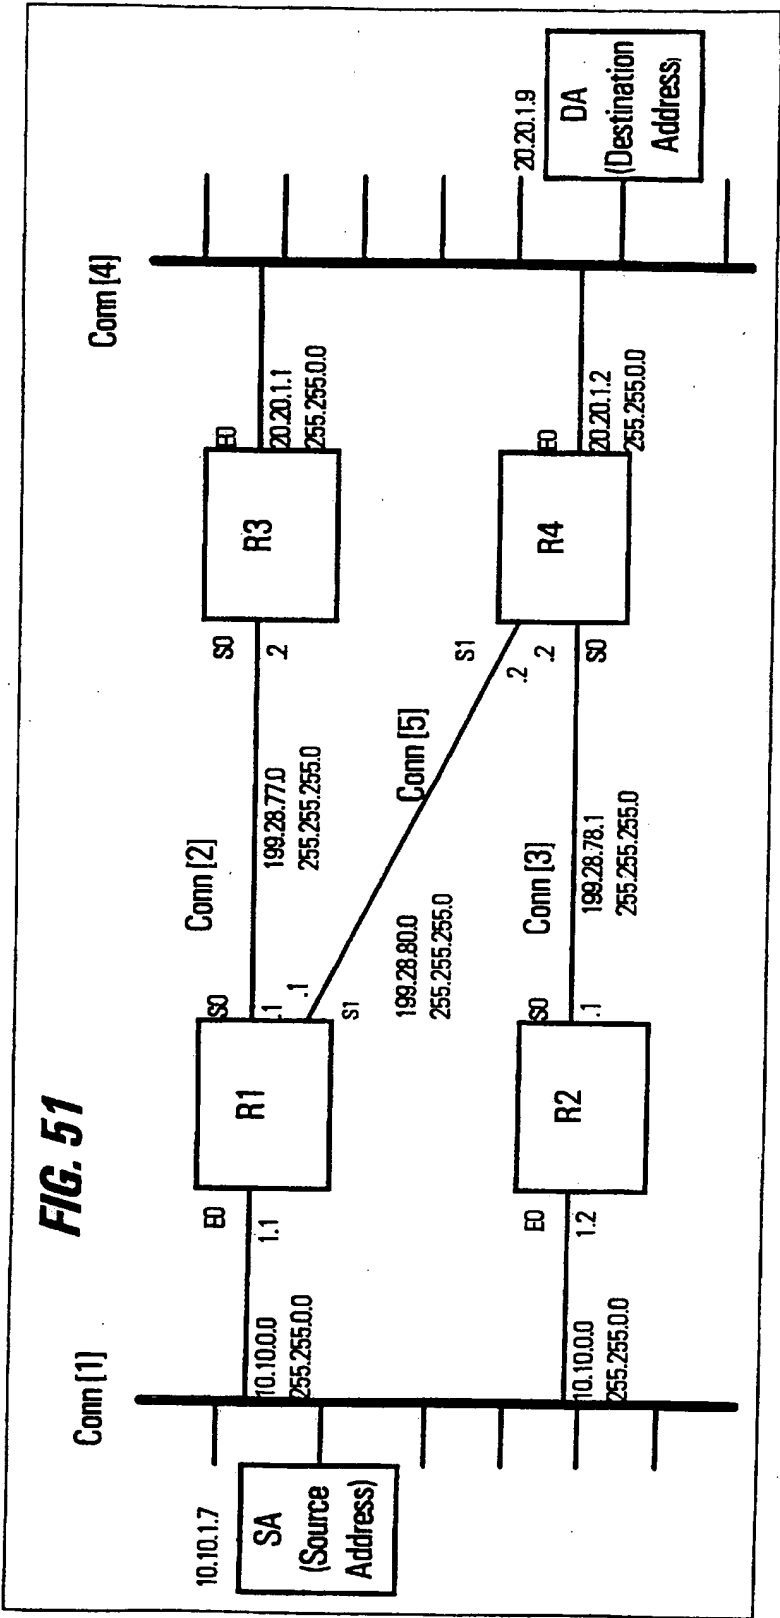 FIG. 51
Conn [1]
10.10.1.7
SA
(Source
Address)
10.10.0.0
255.255.0.0
E0
1.1
R1
S0
.1
.1
S1
Conn [2]
199.28.77.0
255.255.255.0
S0
.2
R3
E0
20.20.1.1
255.255.0.0
Conn [4]
20.20.1.9
DA
(Destination
Address)
199.28.80.0
255.255.255.0
Conn [5]
10.10.0.0
255.255.0.0
E0
1.2
R2
S0
.1
Conn [3]
199.28.78.1
255.255.255.0
S1
.2
.2
S0
R4
E0
20.20.1.2
255.255.0.0